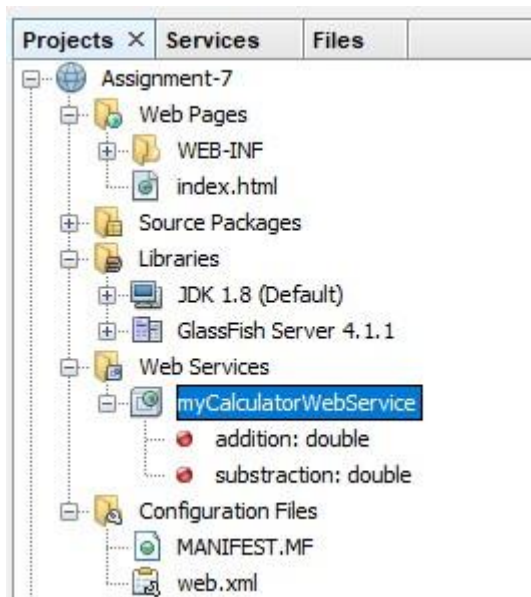 Projects × Services Files
Assignment-7
Web Pages
WEB-INF
index.html
Source Packages
Libraries
JDK 1.8 (Default)
GlassFish Server 4.1.1
Web Services
myCalculatorWebService
addition: double
substraction: double
Configuration Files
MANIFEST.MF
web.xml